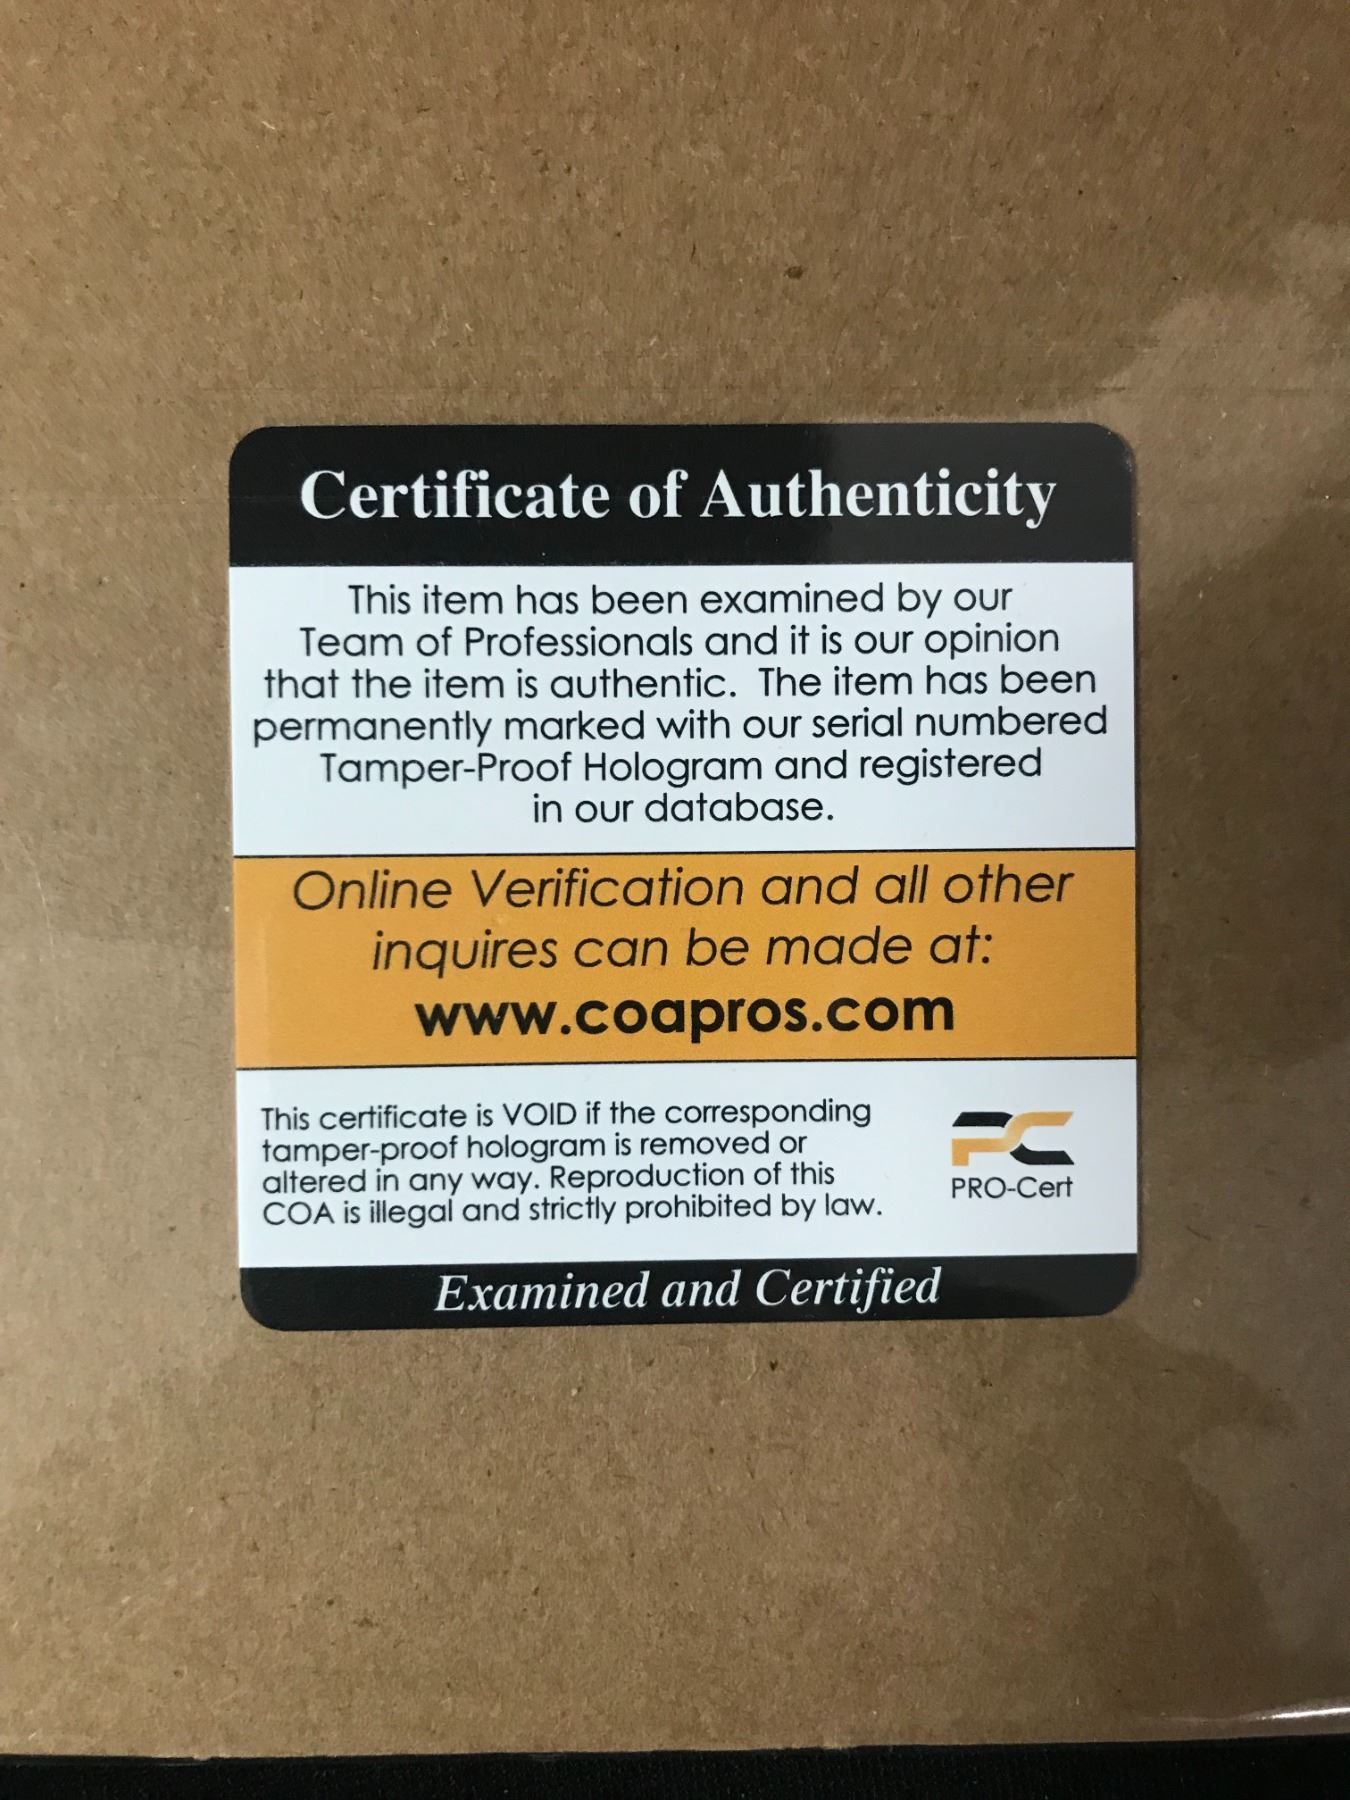 Certificate of Authenticity
This item has been examined by our
Team of Professionals and it is our opinion
that the item is authentic. The item has been
permanently marked with our serial numbered
Tamper-Proof Hologram and registered
in our database.
Online Verification and all other
inquires can be made at:
www.coapros.com
This certificate is VOID if the corresponding
tamper-proof hologram is removed or
altered in any way. Reproduction of this
COA is illegal and strictly prohibited by law.
PC
PRO-Cert
Examined and Certified